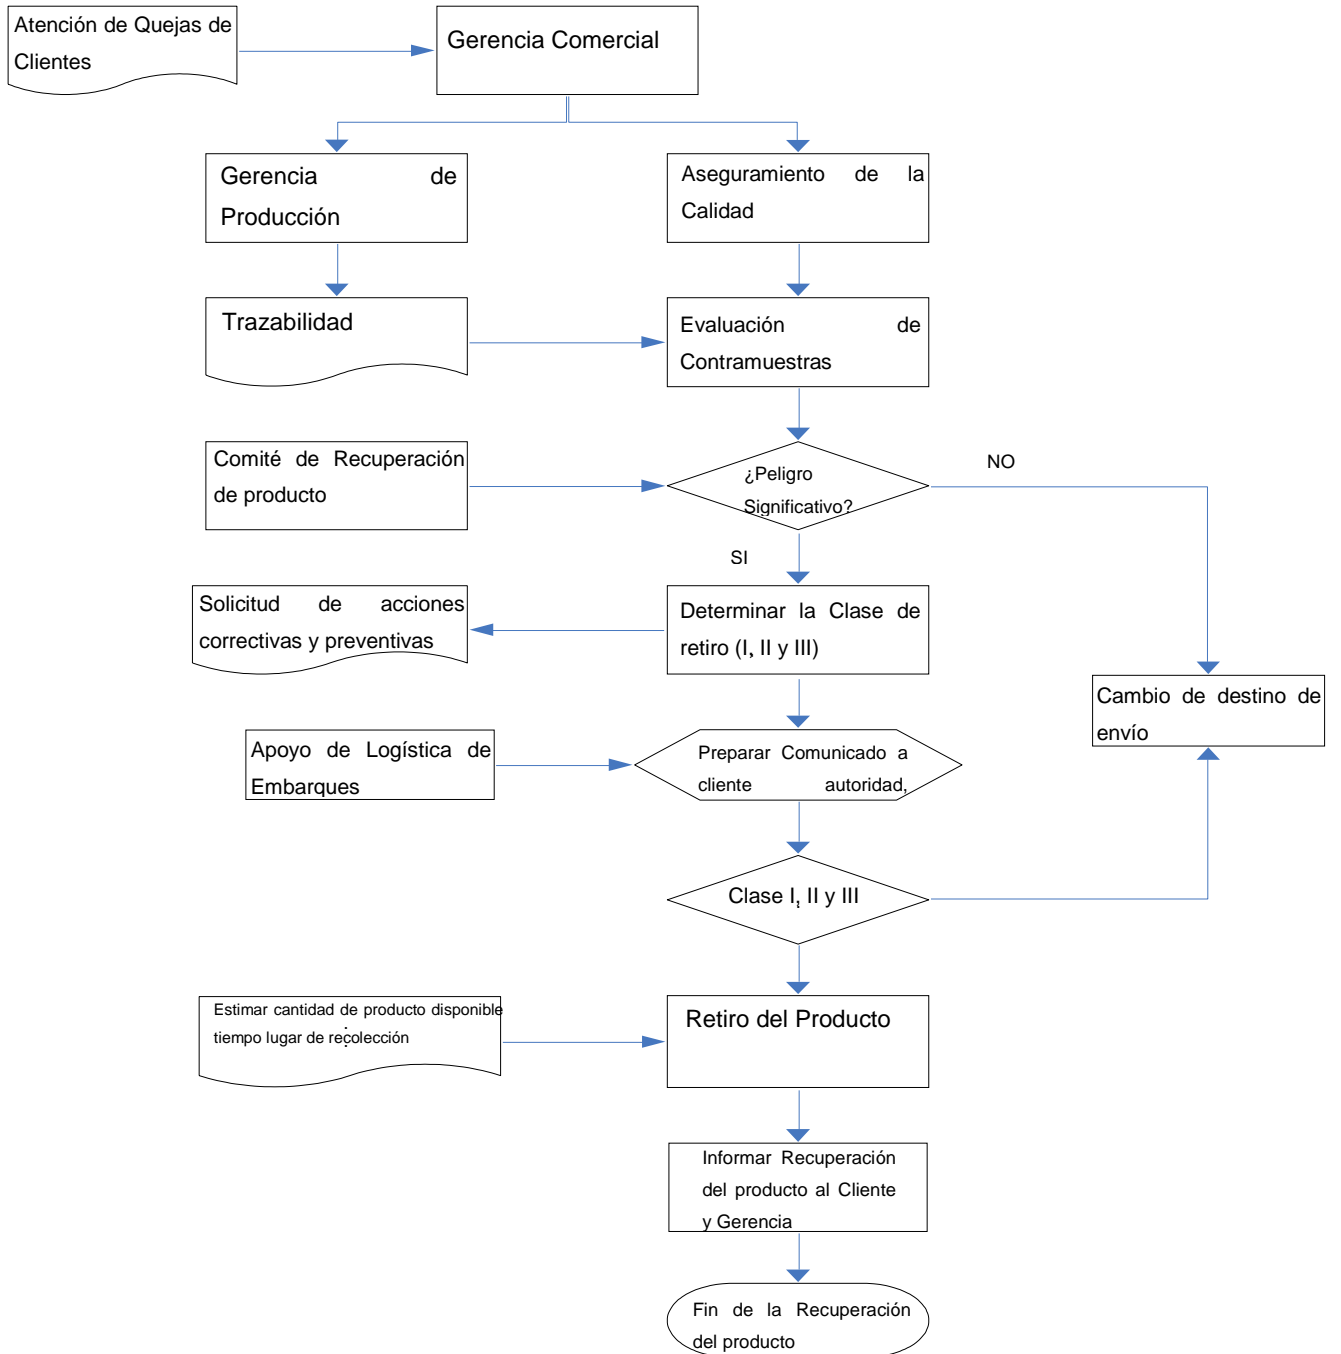 Atención de Quejas de
Clientes
Gerencia Comercial
Gerencia de
Producción
Aseguramiento de la
Calidad
Trazabilidad
Evaluación de
Contramuestras
Comité de Recuperación
de producto
¿Peligro
Significativo?
NO
SI
Solicitud de acciones
correctivas y preventivas
Determinar la Clase de
retiro (I, II y III)
Cambio de destino de
envío
Apoyo de Logística de
Embarques
Preparar Comunicado a
cliente autoridad,
Clase I, II y III
Estimar cantidad de producto disponible
tiempo lugar de recolección
Retiro del Producto
Informar Recuperación
del producto al Cliente
y Gerencia
Fin de la Recuperación
del producto